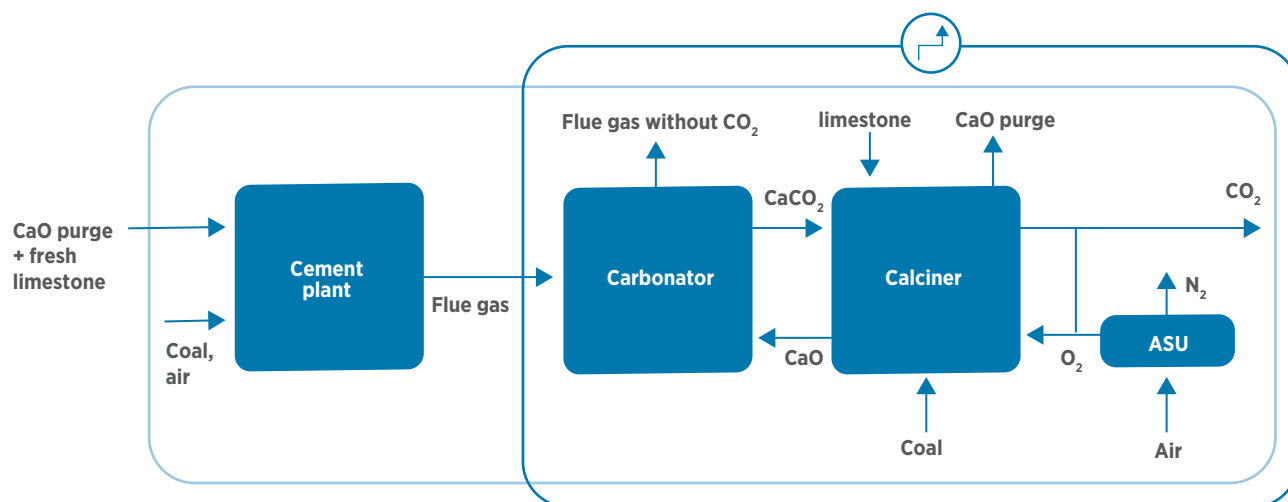 Flue gas without CO₂
limestone
CaO purge
CaCO₂
CO₂
CaO purge
+ fresh
limestone
Cement
plant
Carbonator
Calciner
Flue gas
N₂
ASU
Coal,
air
CaO
O₂
Coal
Air